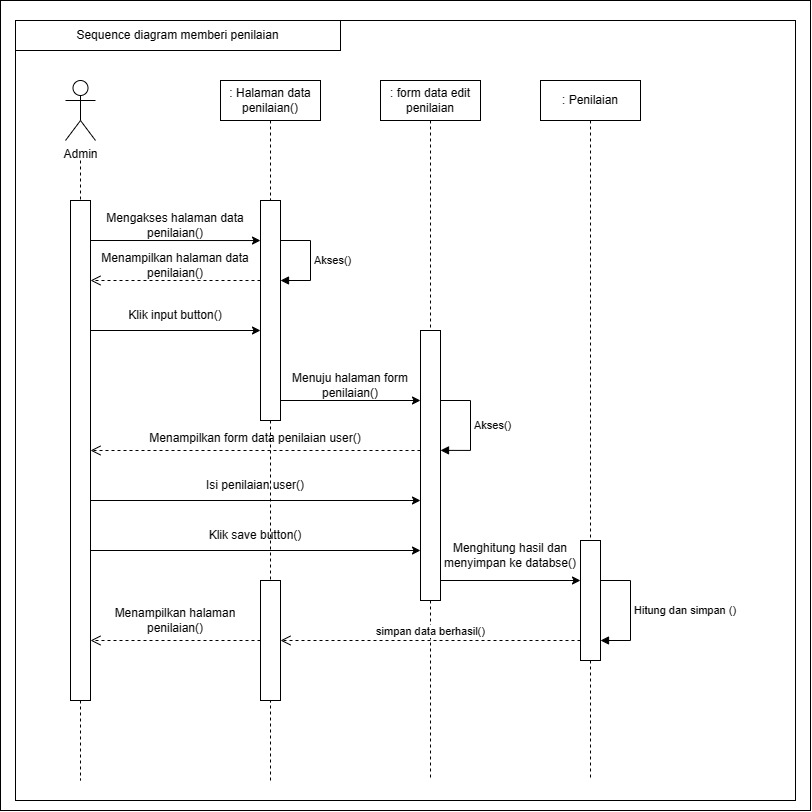 Sequence diagram memberi penilaian
: Halaman data
penilaian()
: form data edit
penilaian
: Penilaian
Admin
Mengakses halaman data
penilaian()
Menampilkan halaman data
penilaian()
Akses()
Klik input button()
Menuju halaman form
penilaian()
Akses()
Menampilkan form data penilaian user()
Isi penilaian user()
Klik save button()
Menghitung hasil dan
menyimpan ke databse()
Hitung dan simpan ()
Menampilkan halaman
penilaian()
simpan data berhasil()